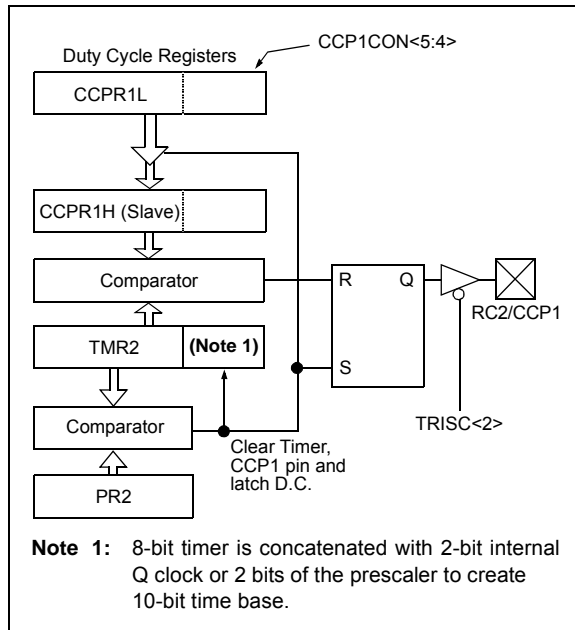 CCP1CON<5:4>
Duty Cycle Registers
CCPR1L
CCPR1H (Slave)
Comparator
R
Q
RC2/CCP1
TMR2
(Note 1)
S
TRISC<2>
Comparator
Clear Timer,
CCP1 pin and
latch D.C.
PR2
Note 1: 8-bit timer is concatenated with 2-bit internal
Q clock or 2 bits of the prescaler to create
10-bit time base.